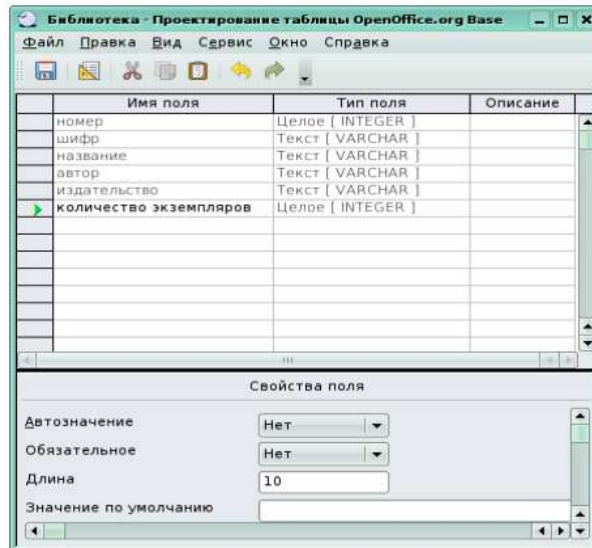 Библиотека - Проектирование таблицы OpenOffice.org Base
Файл Правка Вид Сервис Окно Справка
Имя поля Тип поля Описание
номер Целое [ INTEGER ]
шифр Текст [ VARCHAR ]
название Текст [ VARCHAR ]
автор Текст [ VARCHAR ]
издательство Текст [ VARCHAR ]
количество экземпляров Целое [ INTEGER ]
Свойства поля
Автозначение Нет
Обязательное Нет
Длина 10
Значение по умолчанию